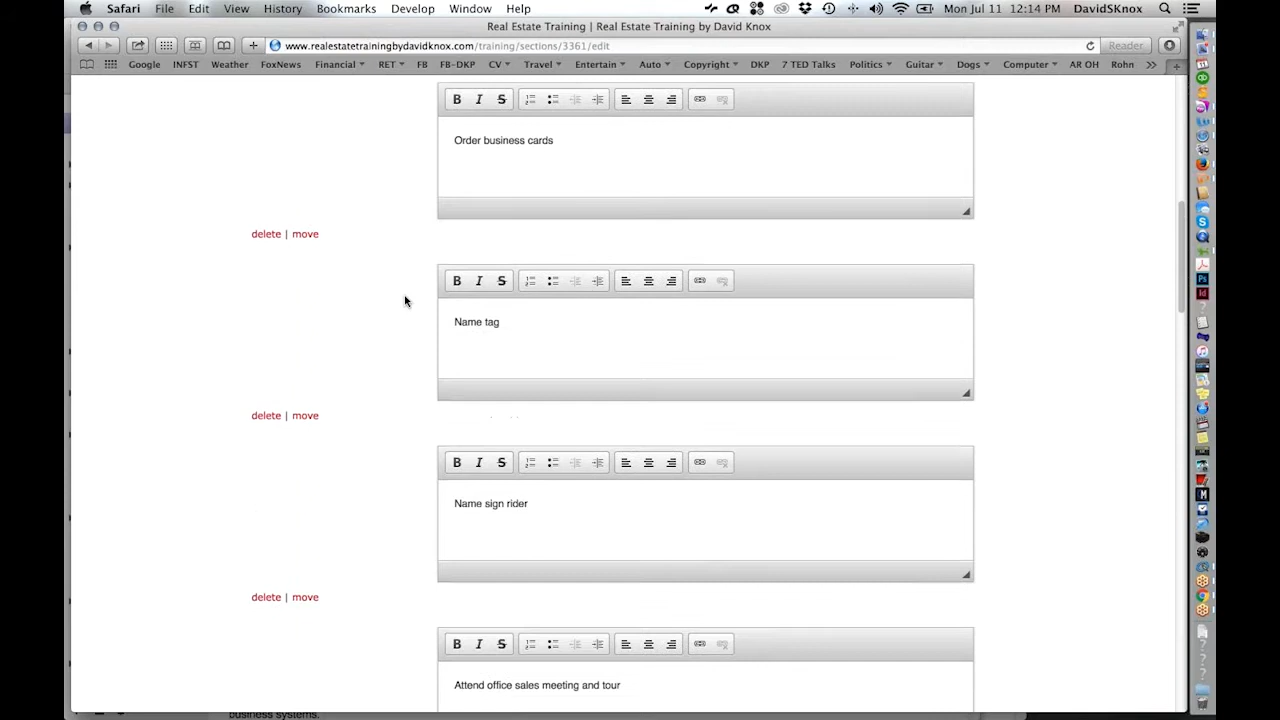 Safari File Edit View History Bookmarks Develop Window Help Mon Jul 11 12:14 PM DavidSKnox
Real Estate Training | Real Estate Training by David Knox
www.realestatetrainingbydavidknox.com/training/sections/3361/edit Reader
Google INFST Weather FoxNews Financial RET FB FB-DKP CV Travel Entertain Auto Copyright DKP 7 TED Talks Politics Guitar Dogs Computer AR OH Rohn
B I S
Order business cards
delete | move
B I S
Name tag
delete | move
B I S
Name sign rider
delete | move
B I S
Attend office sales meeting and tour
business systems.